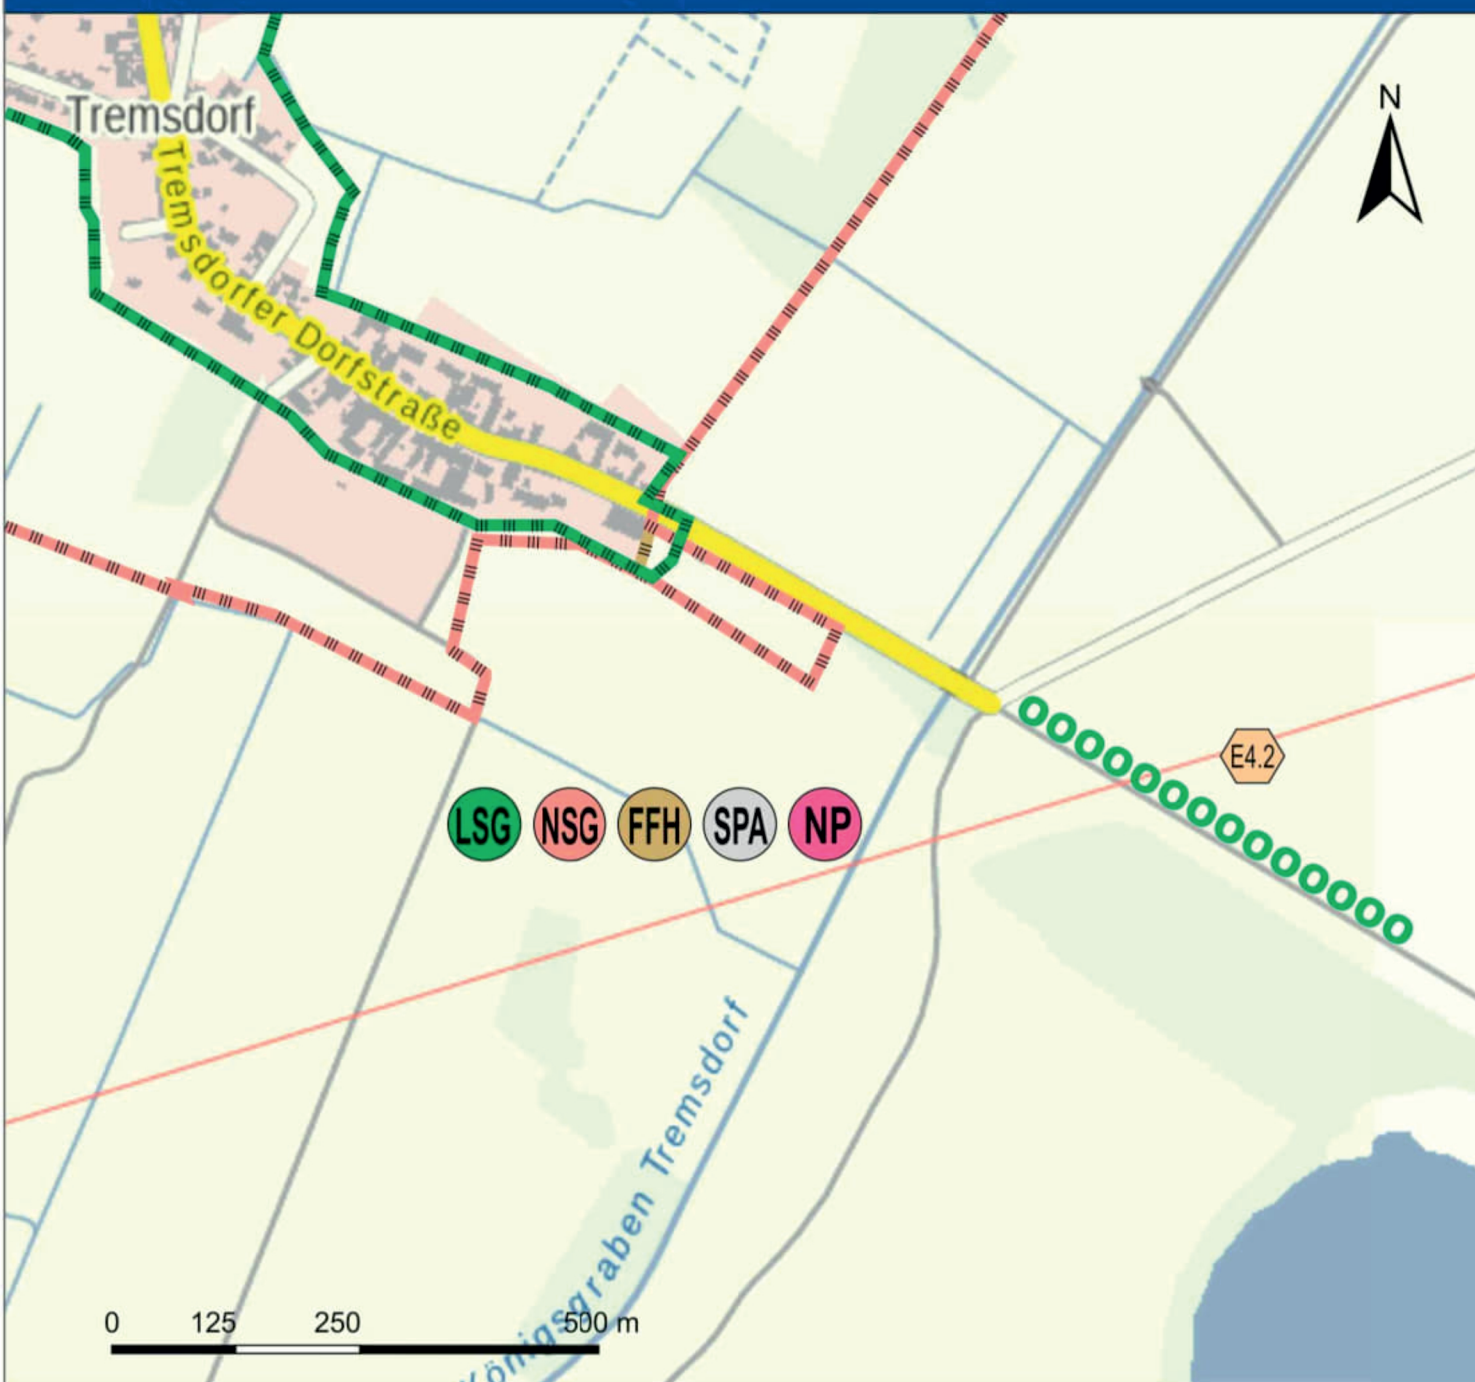 N
Tremsdorf
Tremsdorfer Dorfstraße
E4.2
LSG NSG FFH SPA NP
Königsgraben Tremsdorf
0 125 250 500 m